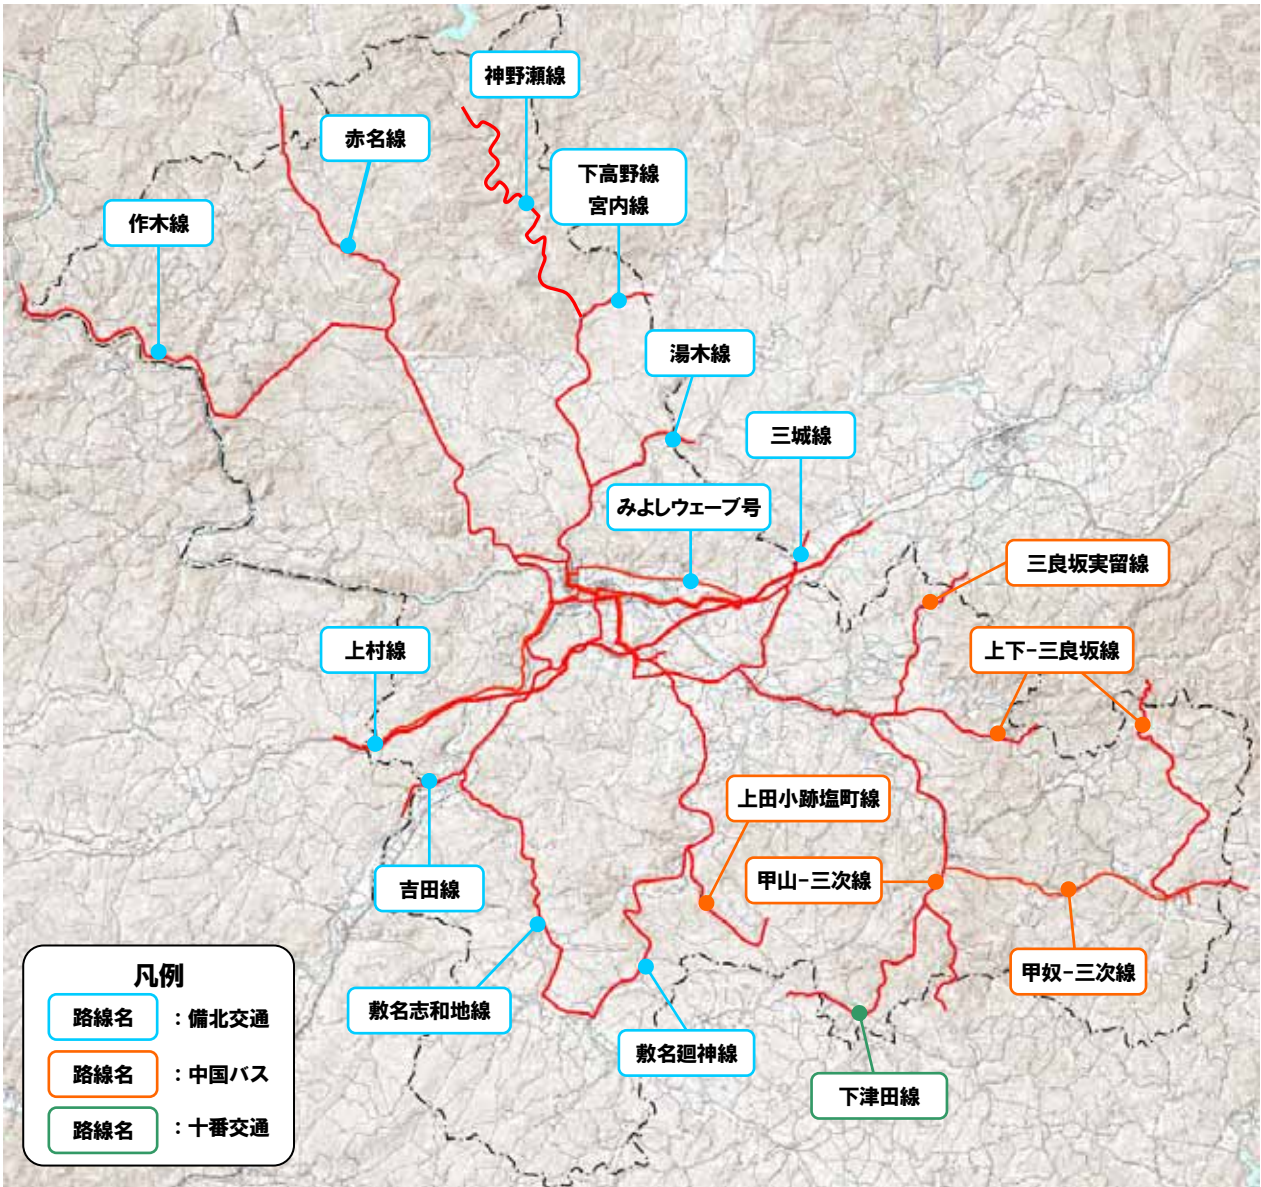 神野瀬線
赤名線
下高野線
宮内線
作木線
湯木線
三城線
みよしウェーブ号
三良坂実留線
上村線
上下−三良坂線
上田小跡塩町線
甲山−三次線
吉田線
甲奴−三次線
敷名志和地線
敷名廻神線
下津田線
凡例
路線名 ：備北交通
路線名 ：中国バス
路線名 ：十番交通